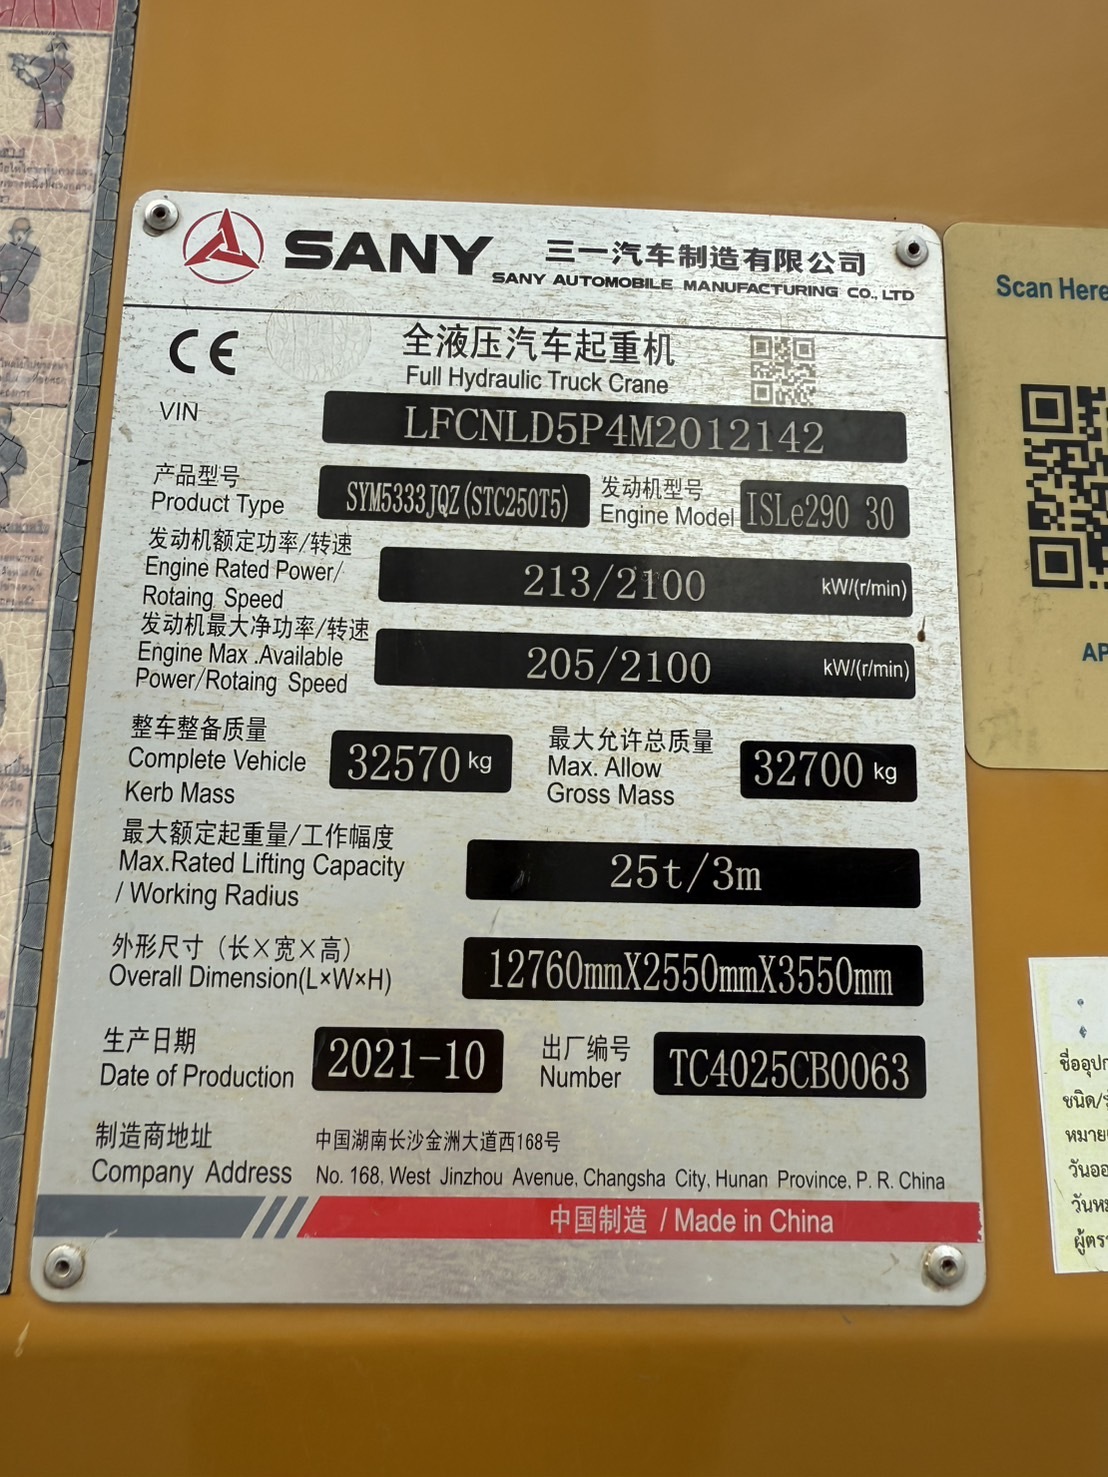 SANY 三一汽车制造有限公司
SANY AUTOMOBILE MANUFACTURING CO., LTD
CE
全液压汽车起重机
Full Hydraulic Truck Crane
VIN LFCNLD5P4M2012142
产品型号
Product Type SYM5333JQZ(STC250T5)
发动机型号
Engine Model ISLe290 30
发动机额定功率/转速
Engine Rated Power/
Rotaing Speed
213/2100 kW/(r/min)
发动机最大净功率/转速
Engine Max .Available
Power/Rotaing Speed
205/2100 kW/(r/min)
整车整备质量
Complete Vehicle
Kerb Mass
32570 kg
最大允许总质量
Max. Allow
Gross Mass
32700 kg
最大额定起重量/工作幅度
Max.Rated Lifting Capacity
/ Working Radius
25t/3m
外形尺寸（长×宽×高）
Overall Dimension(L×W×H)
12760mmX2550mmX3550mm
生产日期
Date of Production
2021-10
出厂编号
Number
TC4025CB0063
制造商地址
Company Address
中国湖南长沙金洲大道西168号
No. 168, West Jinzhou Avenue, Changsha City, Hunan Province, P. R. China
中国制造 / Made in China
Scan Here